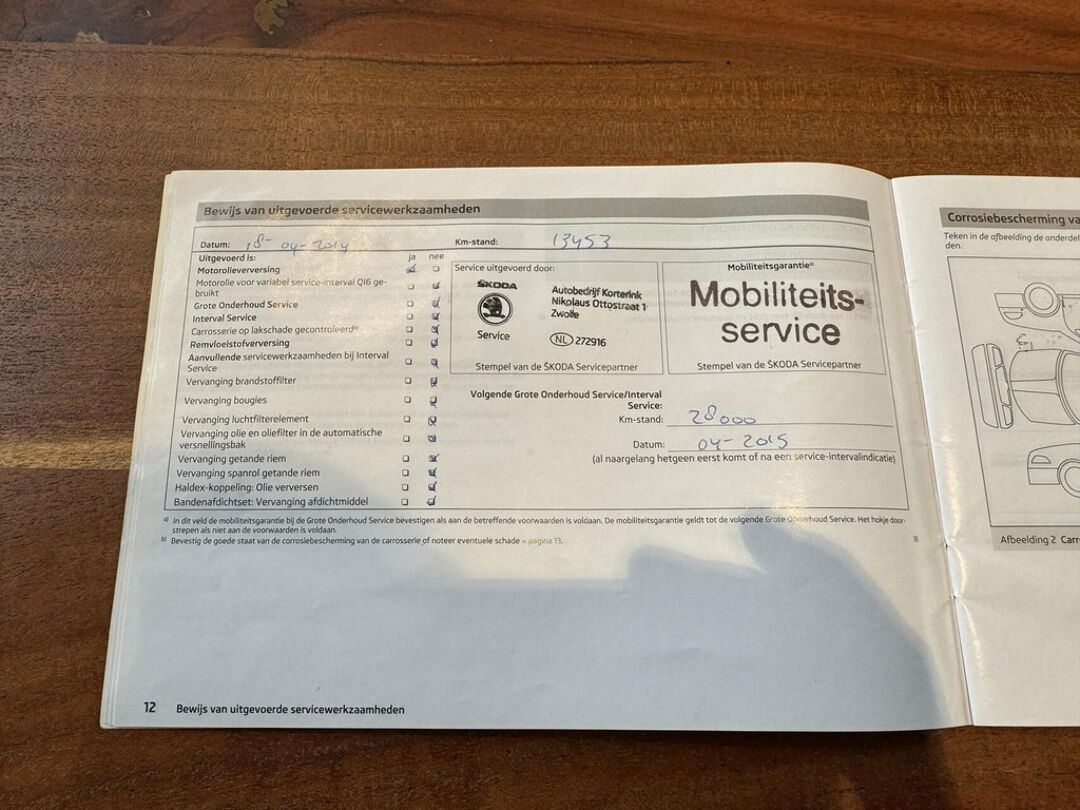 Bewijs van uitgevoerde servicewerkzaamheden
Datum: 18-04-2014
Km-stand: 13453
Uitgevoerd is: ja nee
Motorolieverversing
Motorolie voor variabel service-interval QI6 ge-
bruikt
Grote Onderhoud Service
Interval Service
Carrosserie op lakschade gecontroleerd b)
Remvloeistofverversing
Aanvullende servicewerkzaamheden bij Interval
Service
Vervanging brandstoffilter
Vervanging bougies
Vervanging luchtfilterelement
Vervanging olie en oliefilter in de automatische
versnellingsbak
Vervanging getande riem
Vervanging spanrol getande riem
Haldex-koppeling: Olie verversen
Bandenafdichtset: Vervanging afdichtmiddel
Service uitgevoerd door:
ŠKODA
Service
Autobedrijf Korterink
Nikolaus Ottostraat 1
Zwolle
NL 272916
Stempel van de ŠKODA Servicepartner
Mobiliteitsgarantie a)
Mobiliteits-
service
Stempel van de ŠKODA Servicepartner
Volgende Grote Onderhoud Service/Interval
Service:
Km-stand: 28000
Datum: 04-2015
(al naargelang hetgeen eerst komt of na een service-intervalindicatie)
a) In dit veld de mobiliteitsgarantie bij de Grote Onderhoud Service bevestigen als aan de betreffende voorwaarden is voldaan. De mobiliteitsgarantie geldt tot de volgende Grote Onderhoud Service. Het hokje door-
strepen als niet aan de voorwaarden is voldaan.
b) Bevestig de goede staat van de corrosiebescherming van de carrosserie of noteer eventuele schade » pagina 13.
12 Bewijs van uitgevoerde servicewerkzaamheden
Corrosiebescherming va
Teken in de afbeelding de onderdel
den.
Afbeelding 2 Carr